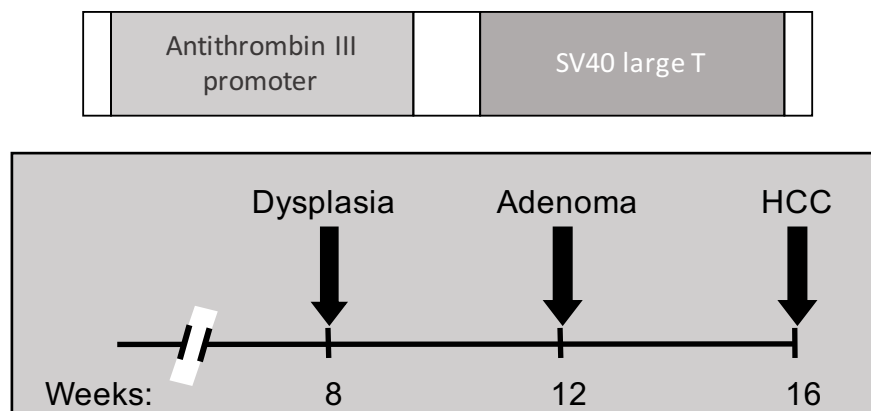 Antithrombin III
promoter
SV40 large T
Dysplasia Adenoma HCC
Weeks: 8 12 16